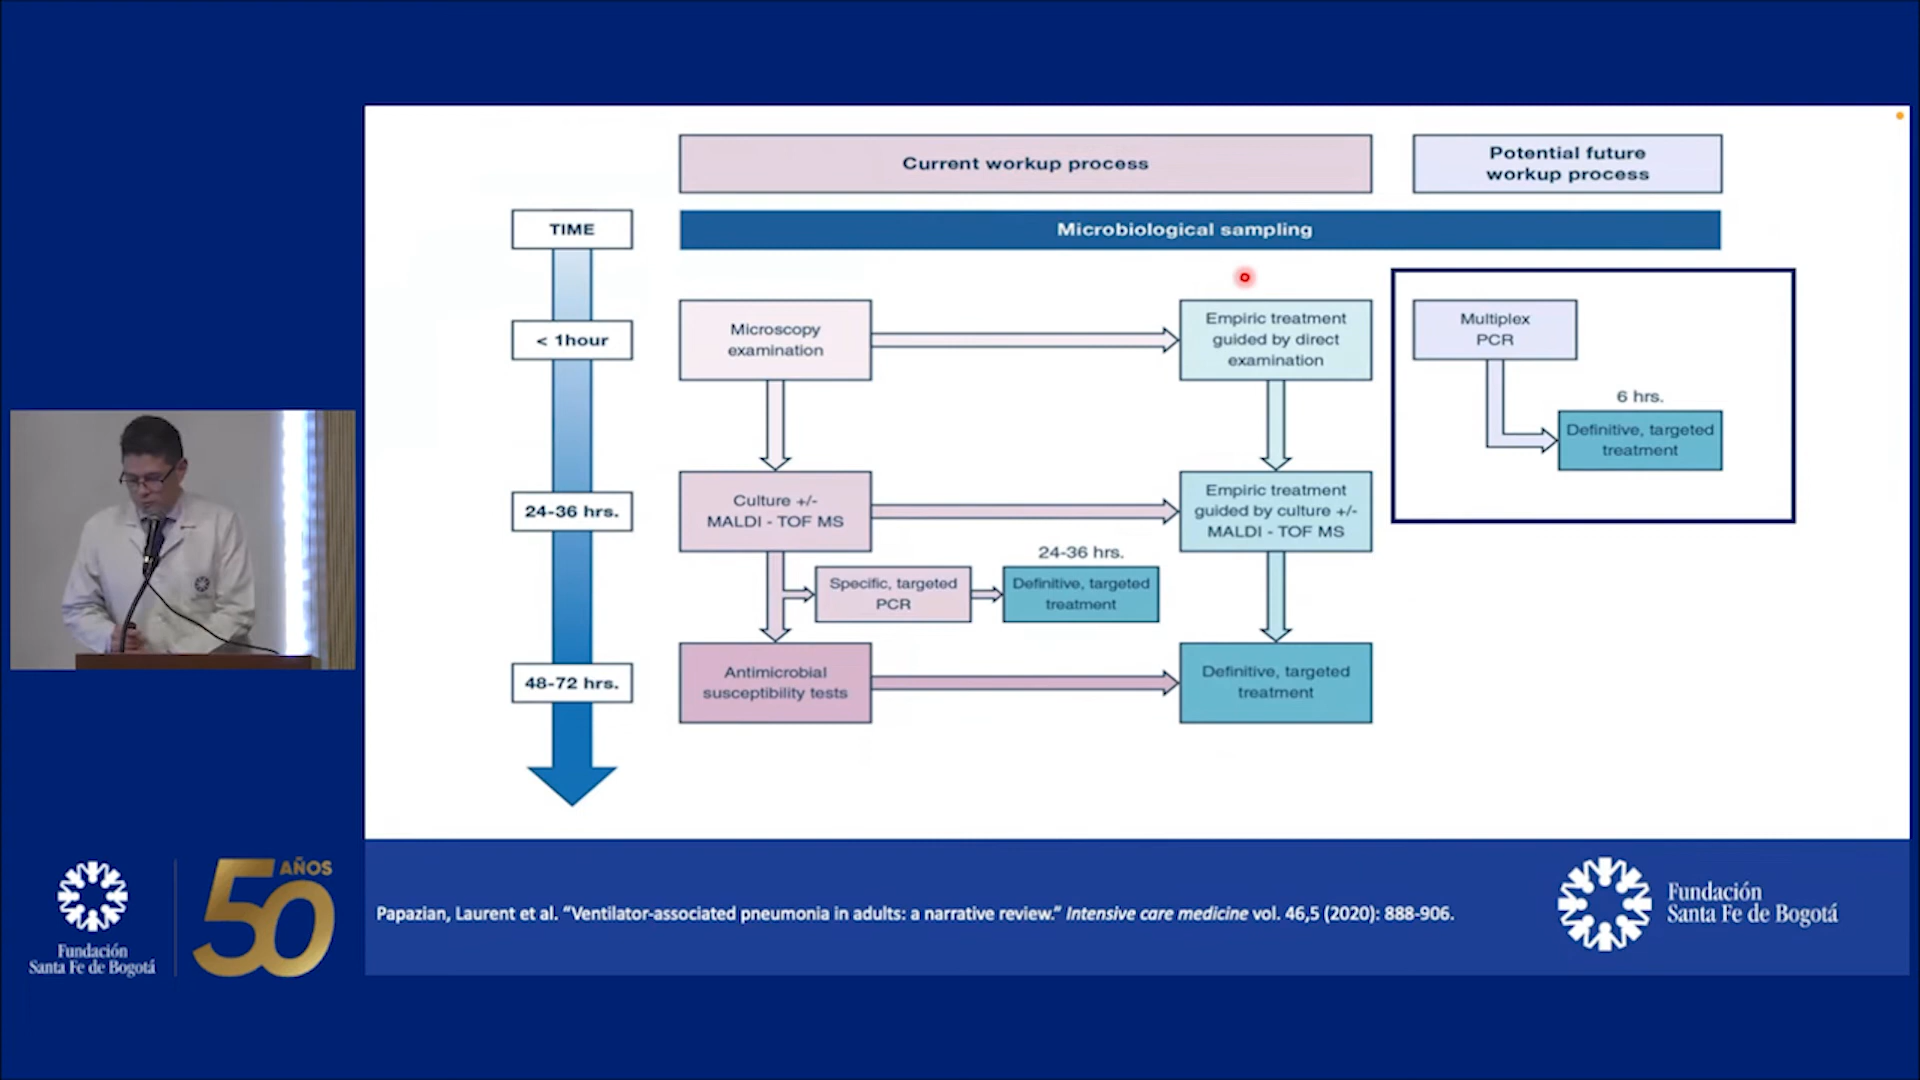 Current workup process
Potential future
workup process
TIME
Microbiological sampling
< 1hour
Microscopy
examination
Empiric treatment
guided by direct
examination
Multiplex
PCR
6 hrs.
Definitive, targeted
treatment
24-36 hrs.
Culture +/-
MALDI - TOF MS
Empiric treatment
guided by culture +/-
MALDI - TOF MS
Specific, targeted
PCR
24-36 hrs.
Definitive, targeted
treatment
48-72 hrs.
Antimicrobial
susceptibility tests
Definitive, targeted
treatment
Papazian, Laurent et al. “Ventilator-associated pneumonia in adults: a narrative review.” Intensive care medicine vol. 46,5 (2020): 888-906.
Fundación
Santa Fe de Bogotá
50 AÑOS
Fundación
Santa Fe de Bogotá